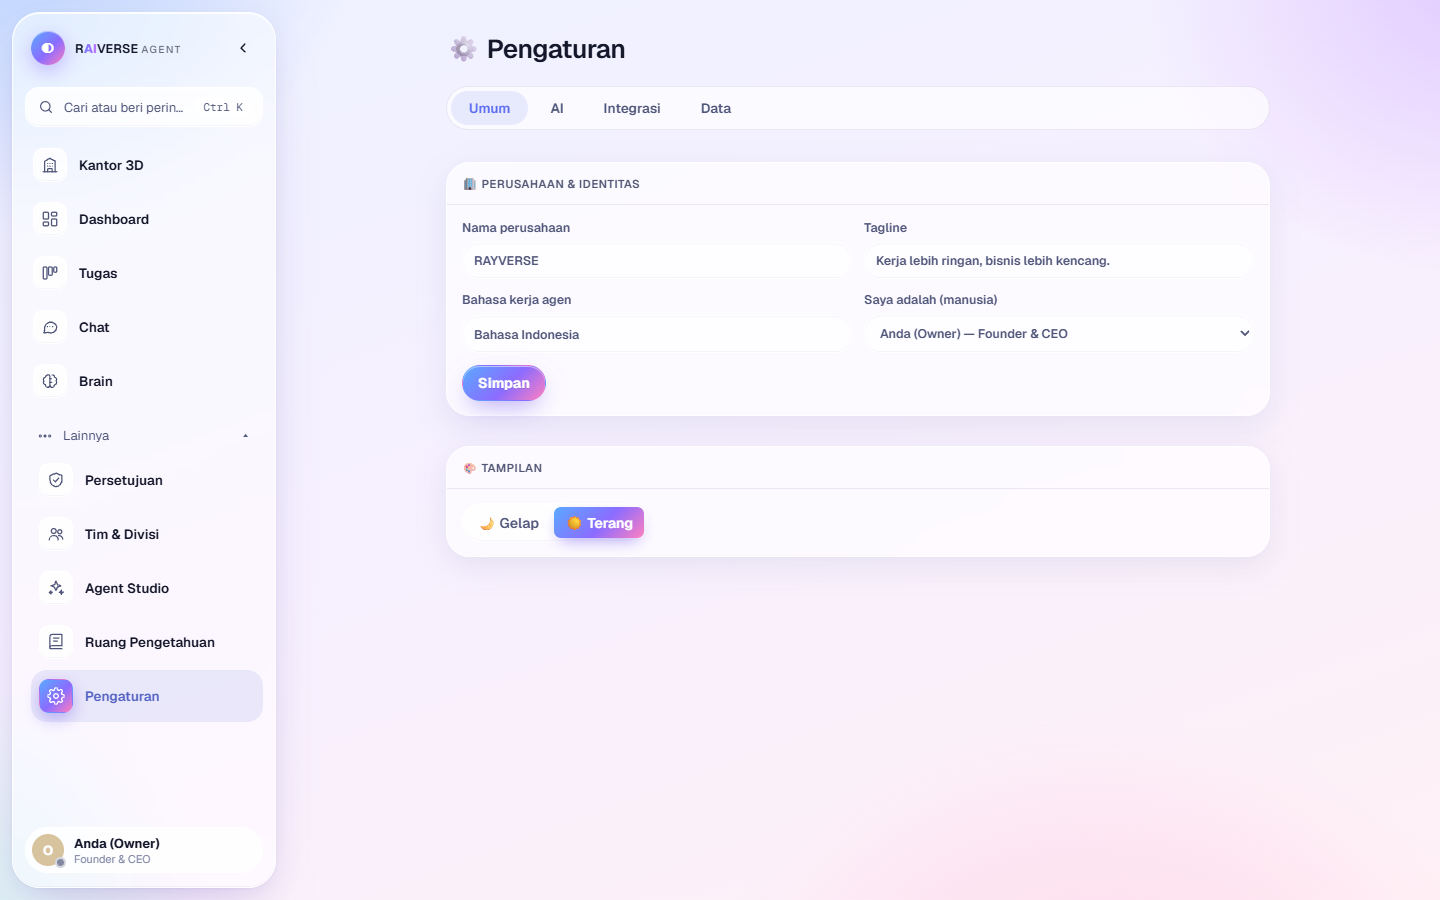 RAIVERSE AGENT
Cari atau beri perin... Ctrl K
Kantor 3D
Dashboard
Tugas
Chat
Brain
Lainnya
Persetujuan
Tim & Divisi
Agent Studio
Ruang Pengetahuan
Pengaturan
O
Anda (Owner)
Founder & CEO
Pengaturan
Umum AI Integrasi Data
PERUSAHAAN & IDENTITAS
Nama perusahaan Tagline
RAYVERSE Kerja lebih ringan, bisnis lebih kencang.
Bahasa kerja agen Saya adalah (manusia)
Bahasa Indonesia Anda (Owner) — Founder & CEO
Simpan
TAMPILAN
Gelap Terang